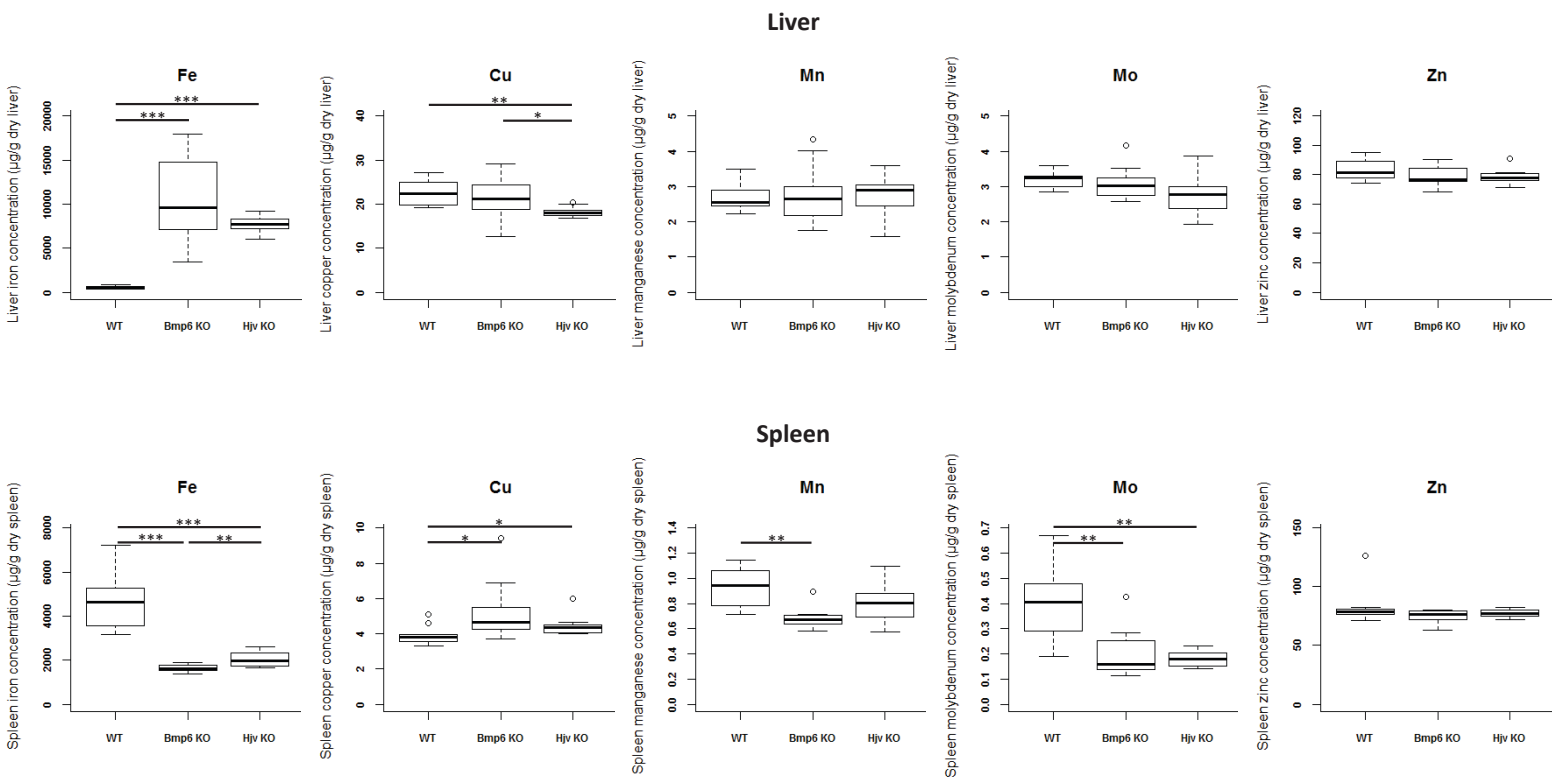 Liver
Fe
Cu
Mn
Mo
Zn
Liver iron concentration (µg/g dry liver)
0
5000
10000
15000
20000
***
***
WT
Bmp6 KO
Hjv KO
Liver copper concentration (µg/g dry liver)
0
10
20
30
40
**
*
WT
Bmp6 KO
Hjv KO
Liver manganese concentration (µg/g dry liver)
0
1
2
3
4
5
WT
Bmp6 KO
Hjv KO
Liver molybdenum concentration (µg/g dry liver)
0
1
2
3
4
5
WT
Bmp6 KO
Hjv KO
Liver zinc concentration (µg/g dry liver)
0
20
40
60
80
100
120
WT
Bmp6 KO
Hjv KO
Spleen
Fe
Cu
Mn
Mo
Zn
Spleen iron concentration (µg/g dry spleen)
0
2000
4000
6000
8000
***
***
**
WT
Bmp6 KO
Hjv KO
Spleen copper concentration (µg/g dry spleen)
0
2
4
6
8
10
*
*
WT
Bmp6 KO
Hjv KO
Spleen manganese concentration (µg/g dry spleen)
0.0
0.2
0.4
0.6
0.8
1.0
1.2
1.4
**
WT
Bmp6 KO
Hjv KO
Spleen molybdenum concentration (µg/g dry spleen)
0.0
0.1
0.2
0.3
0.4
0.5
0.6
0.7
**
**
WT
Bmp6 KO
Hjv KO
Spleen zinc concentration (µg/g dry spleen)
0
50
100
150
WT
Bmp6 KO
Hjv KO